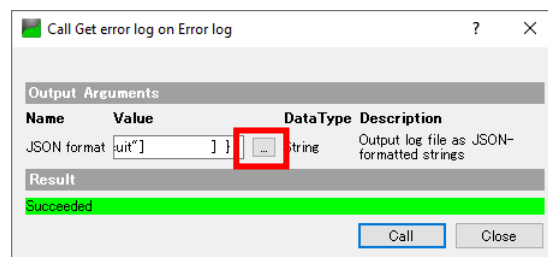 Call Get error log on Error log
Output Arguments
Name Value DataType Description
JSON format :uit"] ] } ... String Output log file as JSON-
formatted strings
Result
Succeeded
Call Close